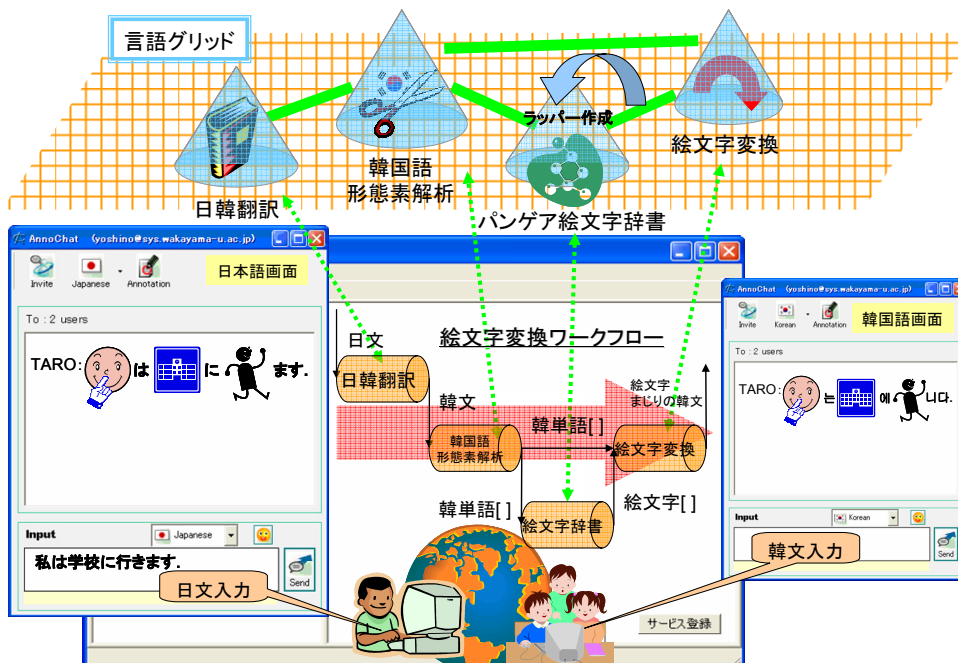 言語グリッド
ラッパー作成
日韓翻訳
韓国語
形態素解析
パンゲア絵文字辞書
絵文字変換
AnnoChat (yoshino@sys.wakayama-u.ac.jp)
Invite
Japanese
Annotation
日本語画面
To : 2 users
TARO:
は
に
ます.
Input
Japanese
私は学校に行きます.
Send
日文入力
絵文字変換ワークフロー
日文
日韓翻訳
韓文
韓国語
形態素解析
韓単語[ ]
絵文字
まじりの韓文
絵文字変換
韓単語[ ]
絵文字辞書
絵文字[ ]
サービス登録
AnnoChat (yoshino@sys.wakayama-u.ac.jp)
Invite
Korean
Annotation
韓国語画面
To : 2 users
TARO:
는
에
니다.
Input
Korean
Send
韓文入力